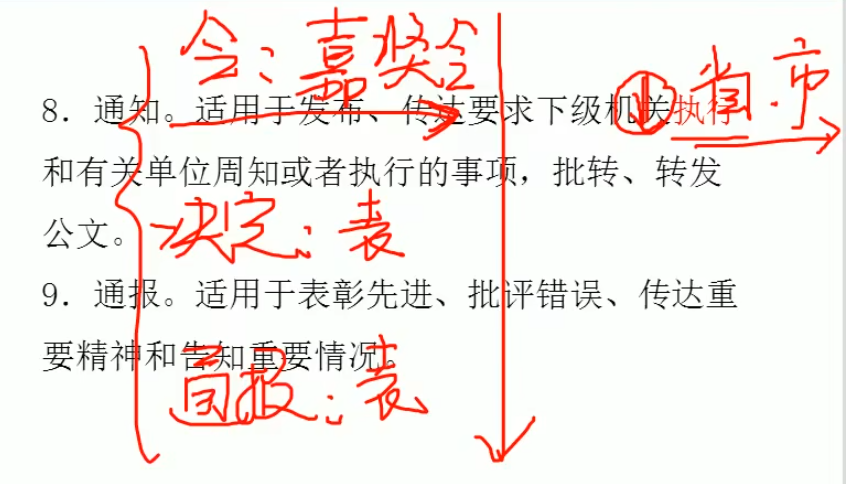 令：嘉奖令
省.市
8．通知。适用于发布、传达要求下级机关执行
和有关单位周知或者执行的事项，批转、转发
公文。
决定：表
9．通报。适用于表彰先进、批评错误、传达重
要精神和告知重要情况。
通报：表